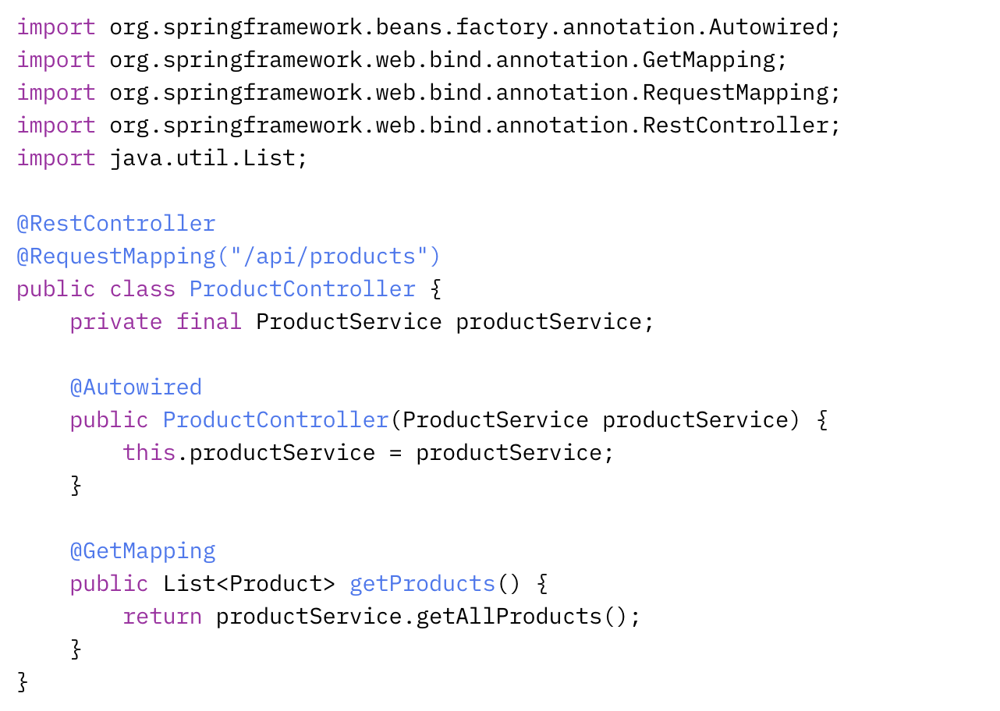 import org.springframework.beans.factory.annotation.Autowired;
import org.springframework.web.bind.annotation.GetMapping;
import org.springframework.web.bind.annotation.RequestMapping;
import org.springframework.web.bind.annotation.RestController;
import java.util.List;

@RestController
@RequestMapping("/api/products")
public class ProductController {
    private final ProductService productService;

    @Autowired
    public ProductController(ProductService productService) {
        this.productService = productService;
    }

    @GetMapping
    public List<Product> getProducts() {
        return productService.getAllProducts();
    }
}